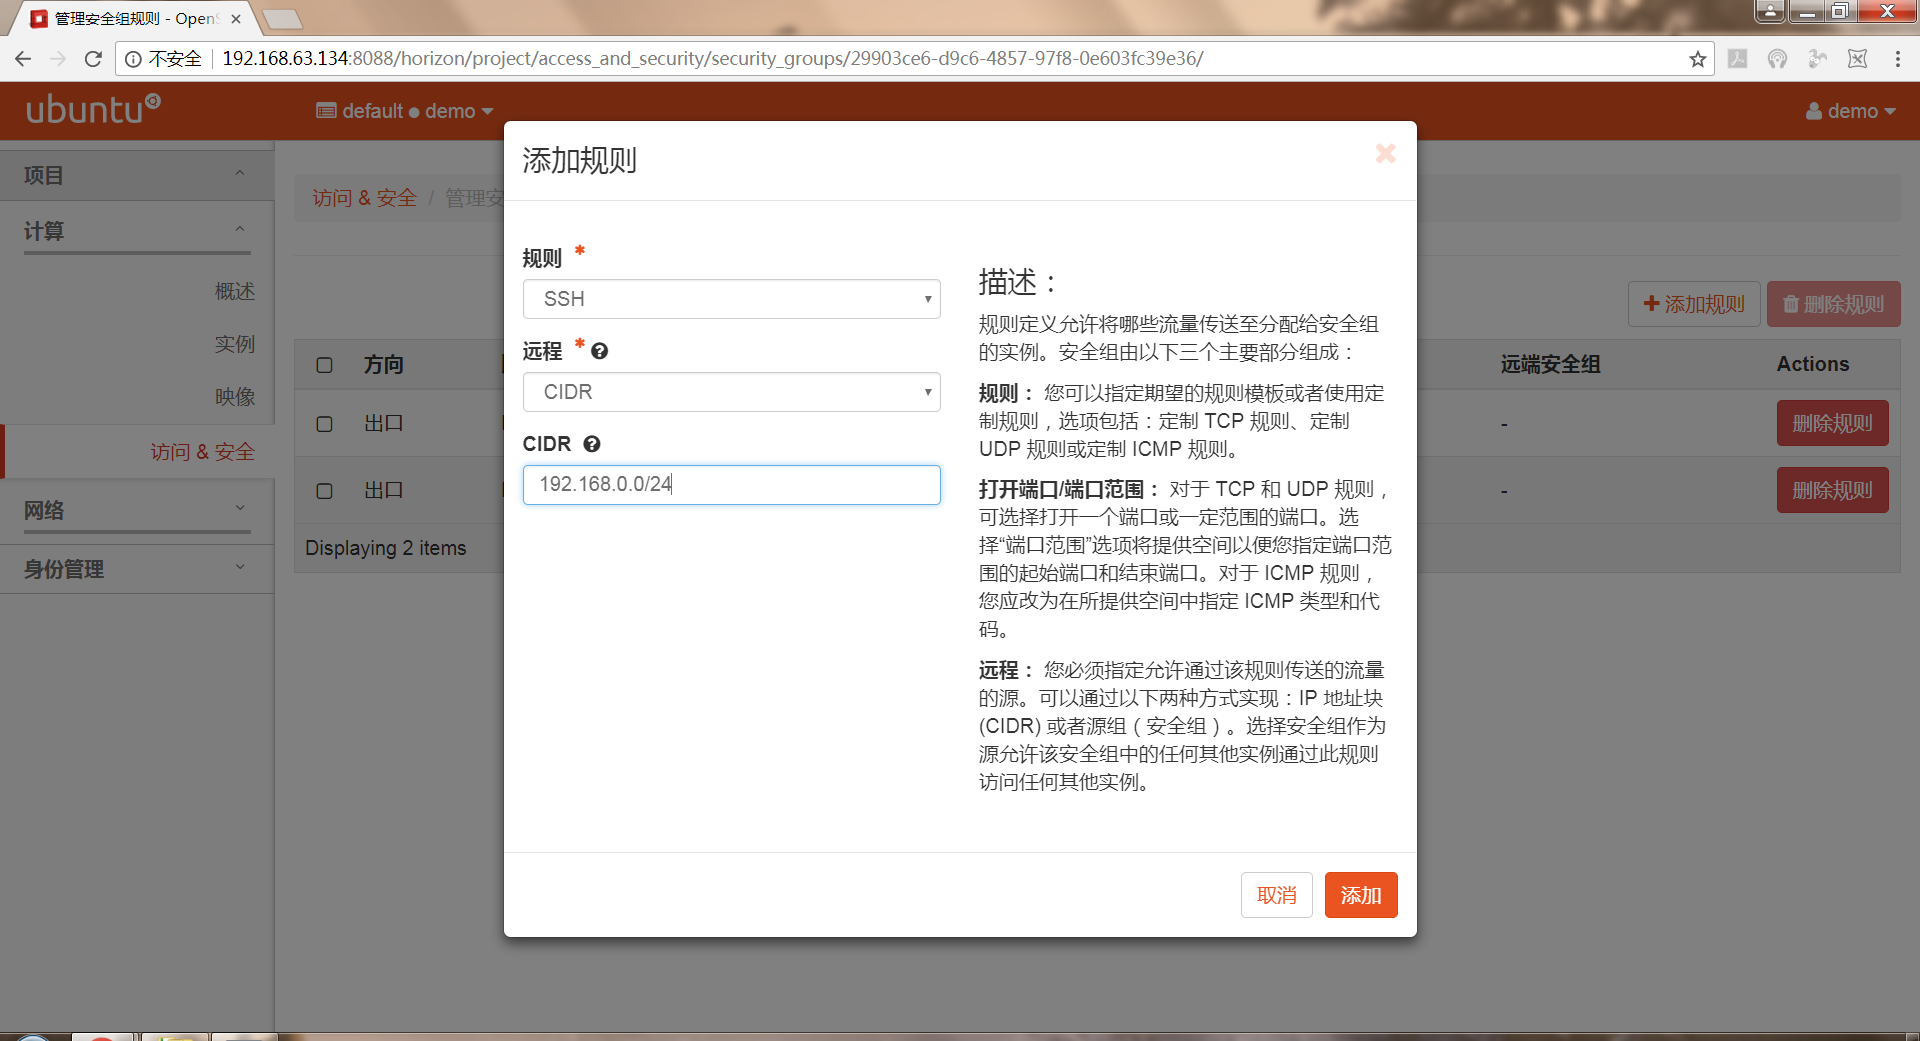 管理安全组规则 - OpenS
不安全
192.168.63.134:8088/horizon/project/access_and_security/security_groups/29903ce6-d9c6-4857-97f8-0e603fc39e36/
ubuntu
default ● demo
demo
项目
计算
概述
实例
映像
访问 & 安全
网络
身份管理
访问 & 安全 / 管理安
添加规则
删除规则
方向
远端安全组
Actions
出口
-
删除规则
出口
-
删除规则
Displaying 2 items
添加规则
规则 *
SSH
远程 *
CIDR
CIDR
192.168.0.0/24
描述：
规则定义允许将哪些流量传送至分配给安全组
的实例。安全组由以下三个主要部分组成：
规则： 您可以指定期望的规则模板或者使用定
制规则，选项包括：定制 TCP 规则、定制
UDP 规则或定制 ICMP 规则。
打开端口/端口范围： 对于 TCP 和 UDP 规则，
可选择打开一个端口或一定范围的端口。选
择“端口范围”选项将提供空间以便您指定端口范
围的起始端口和结束端口。对于 ICMP 规则，
您应改为在所提供空间中指定 ICMP 类型和代
码。
远程： 您必须指定允许通过该规则传送的流量
的源。可以通过以下两种方式实现：IP 地址块
(CIDR) 或者源组（安全组）。选择安全组作为
源允许该安全组中的任何其他实例通过此规则
访问任何其他实例。
取消
添加